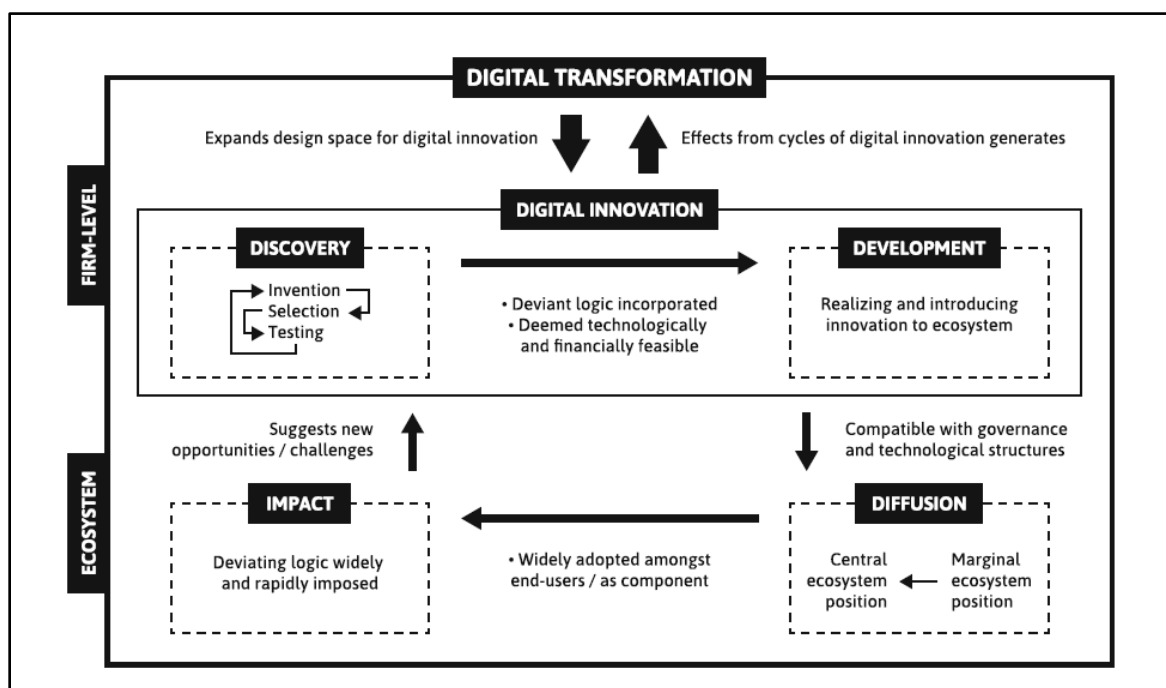 DIGITAL TRANSFORMATION
Expands design space for digital innovation
Effects from cycles of digital innovation generates
FIRM-LEVEL
DIGITAL INNOVATION
DISCOVERY
Invention
Selection
Testing
• Deviant logic incorporated
• Deemed technologically
and financially feasible
DEVELOPMENT
Realizing and introducing
innovation to ecosystem
Suggests new
opportunities / challenges
Compatible with governance
and technological structures
ECOSYSTEM
IMPACT
Deviating logic widely
and rapidly imposed
• Widely adopted amongst
end-users / as component
DIFFUSION
Central
ecosystem
position
Marginal
ecosystem
position